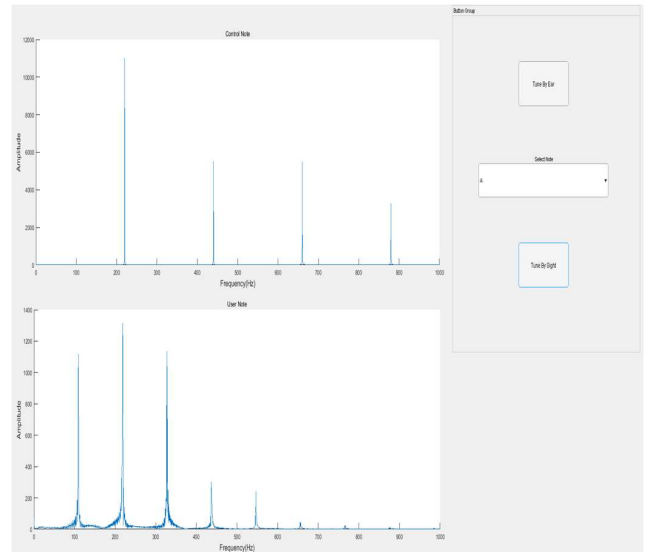 Button Group
Control Note
12000
10000
8000
6000
4000
2000
0
Amplitude
0 100 200 300 400 500 600 700 800 900 1000
Frequency(Hz)
Tune By Ear
Select Note
A
Tune By Sight
User Note
1400
1200
1000
800
600
400
200
0
Amplitude
0 100 200 300 400 500 600 700 800 900 1000
Frequency(Hz)